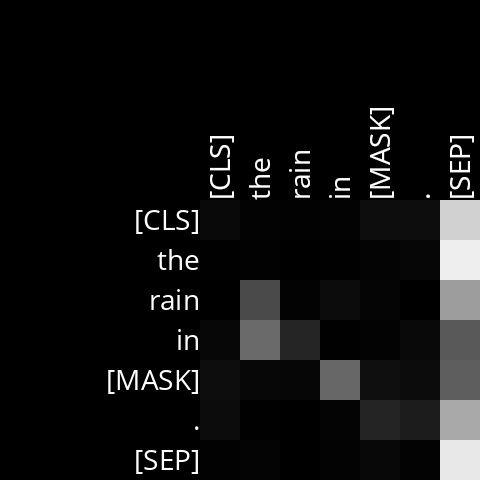 [CLS]
the
rain
in
[MASK]
.
[SEP]
[CLS]
the
rain
in
[MASK]
.
[SEP]